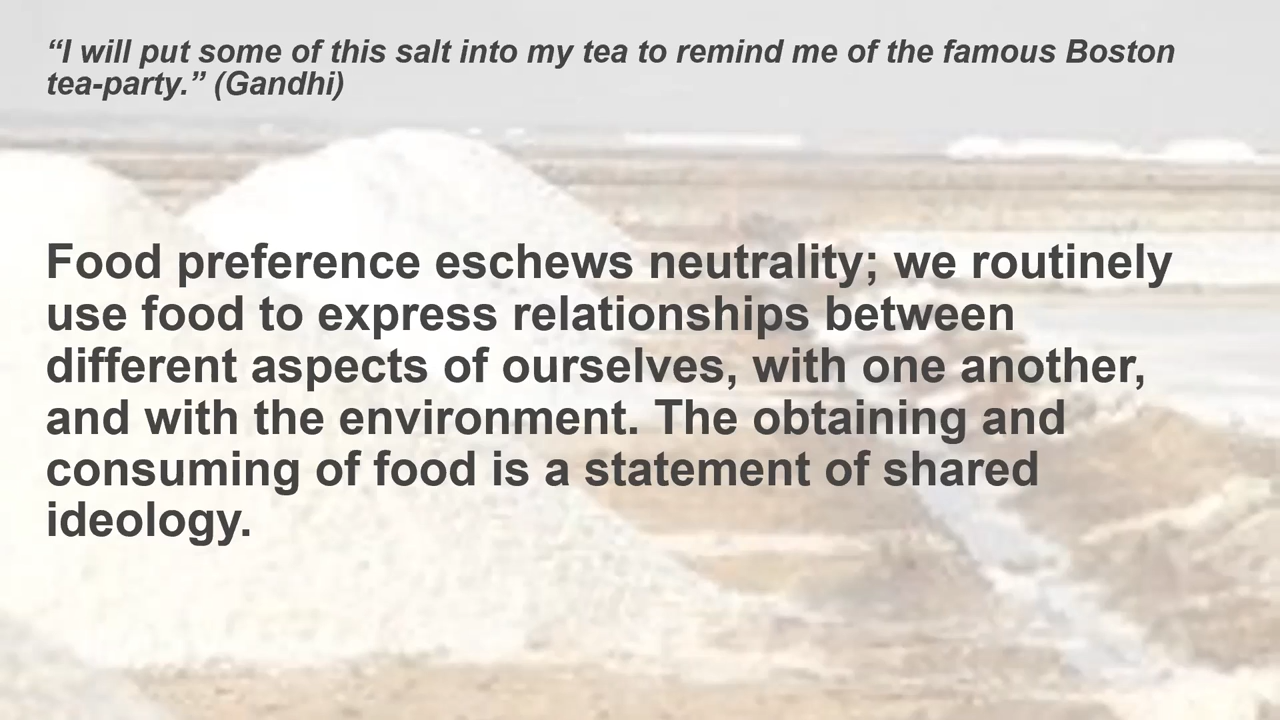 “I will put some of this salt into my tea to remind me of the famous Boston
tea-party.” (Gandhi)
Food preference eschews neutrality; we routinely
use food to express relationships between
different aspects of ourselves, with one another,
and with the environment. The obtaining and
consuming of food is a statement of shared
ideology.